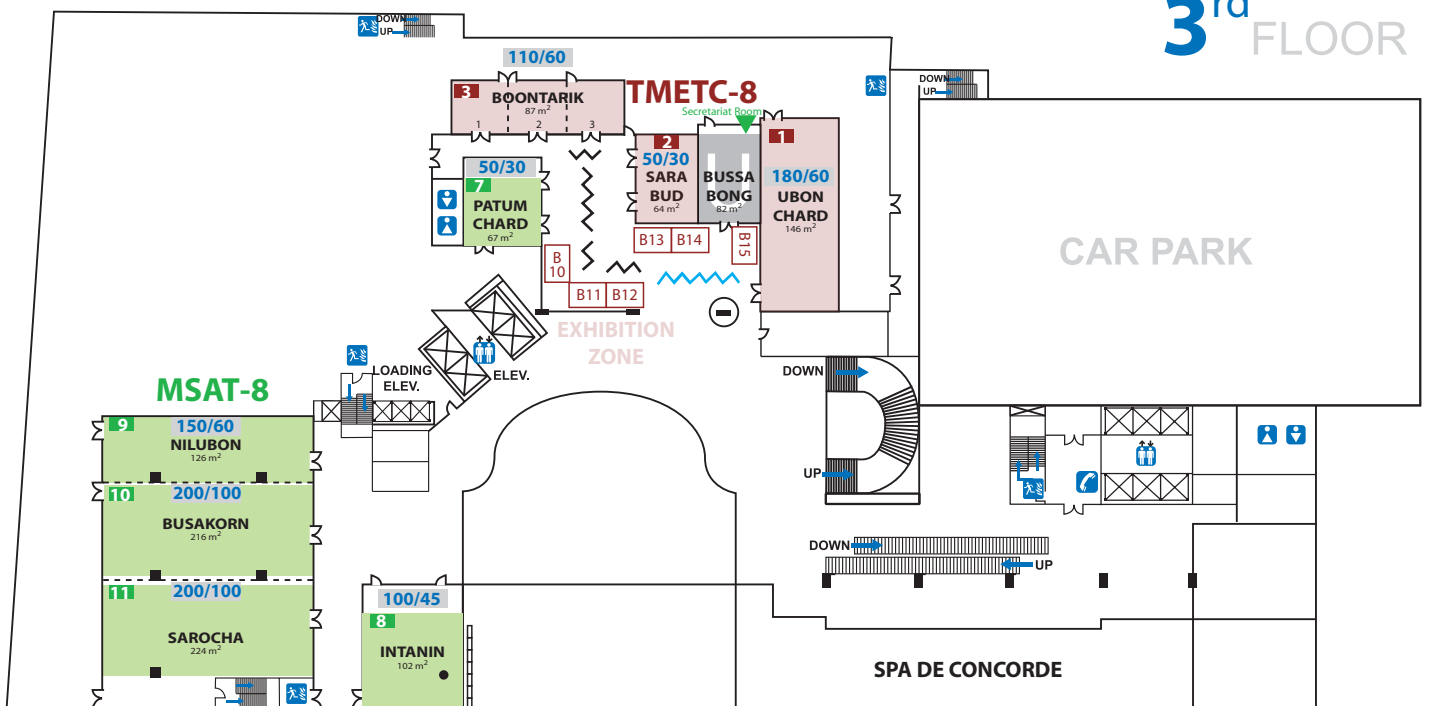 3rd FLOOR
DOWN
UP
110/60
3
BOONTARIK
87 m²
1 2 3
TMETC-8
Secretariat Room
DOWN
UP
50/30
7
PATUM
CHARD
67 m²
2
50/30
SARA
BUD
64 m²
U
BUSSA
BONG
82 m²
1
180/60
UBON
CHARD
146 m²
CAR PARK
B13 B14
B15
B
10
B11 B12
EXHIBITION
ZONE
LOADING
ELEV.
ELEV.
DOWN
UP
MSAT-8
9
150/60
NILUBON
126 m²
10
200/100
BUSAKORN
216 m²
11
200/100
SAROCHA
224 m²
100/45
8
INTANIN
102 m²
DOWN
UP
SPA DE CONCORDE